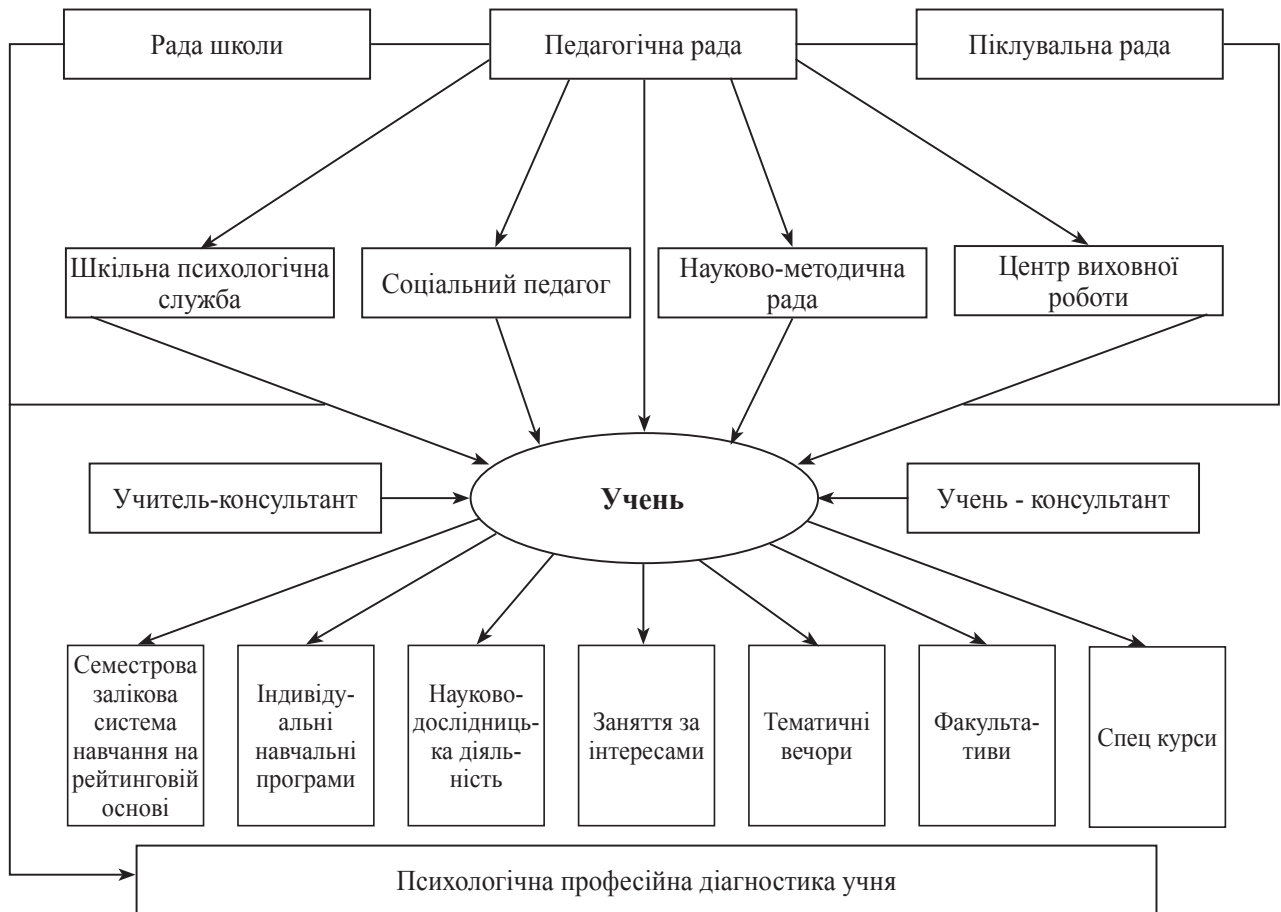 Рада школи
Педагогічна рада
Піклувальна рада
Шкільна психологічна
служба
Соціальний педагог
Науково-методична
рада
Центр виховної
роботи
Учитель-консультант
Учень
Учень - консультант
Семестрова
залікова
система
навчання на
рейтинговій
основі
Індивіду-
альні
навчальні
програми
Науково-
дослідниць-
ка діяль-
ність
Заняття за
інтересами
Тематичні
вечори
Факульта-
тиви
Спец курси
Психологічна професійна діагностика учня